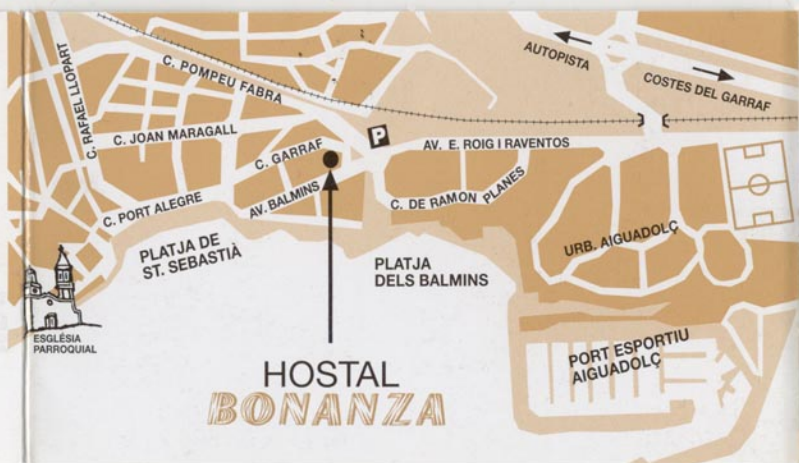 C. RAFAEL LLOPART
C. POMPEU FABRA
AUTOPISTA
COSTES DEL GARRAF
C. JOAN MARAGALL
C. GARRAF
P
AV. E. ROIG I RAVENTOS
C. PORT ALEGRE
AV. BALMINS
C. DE RAMON PLANES
PLATJA DE
ST. SEBASTIÀ
PLATJA
DELS BALMINS
URB. AIGUADOLÇ
ESGLÉSIA
PARROQUIAL
PORT ESPORTIU
AIGUADOLÇ
HOSTAL
BONANZA